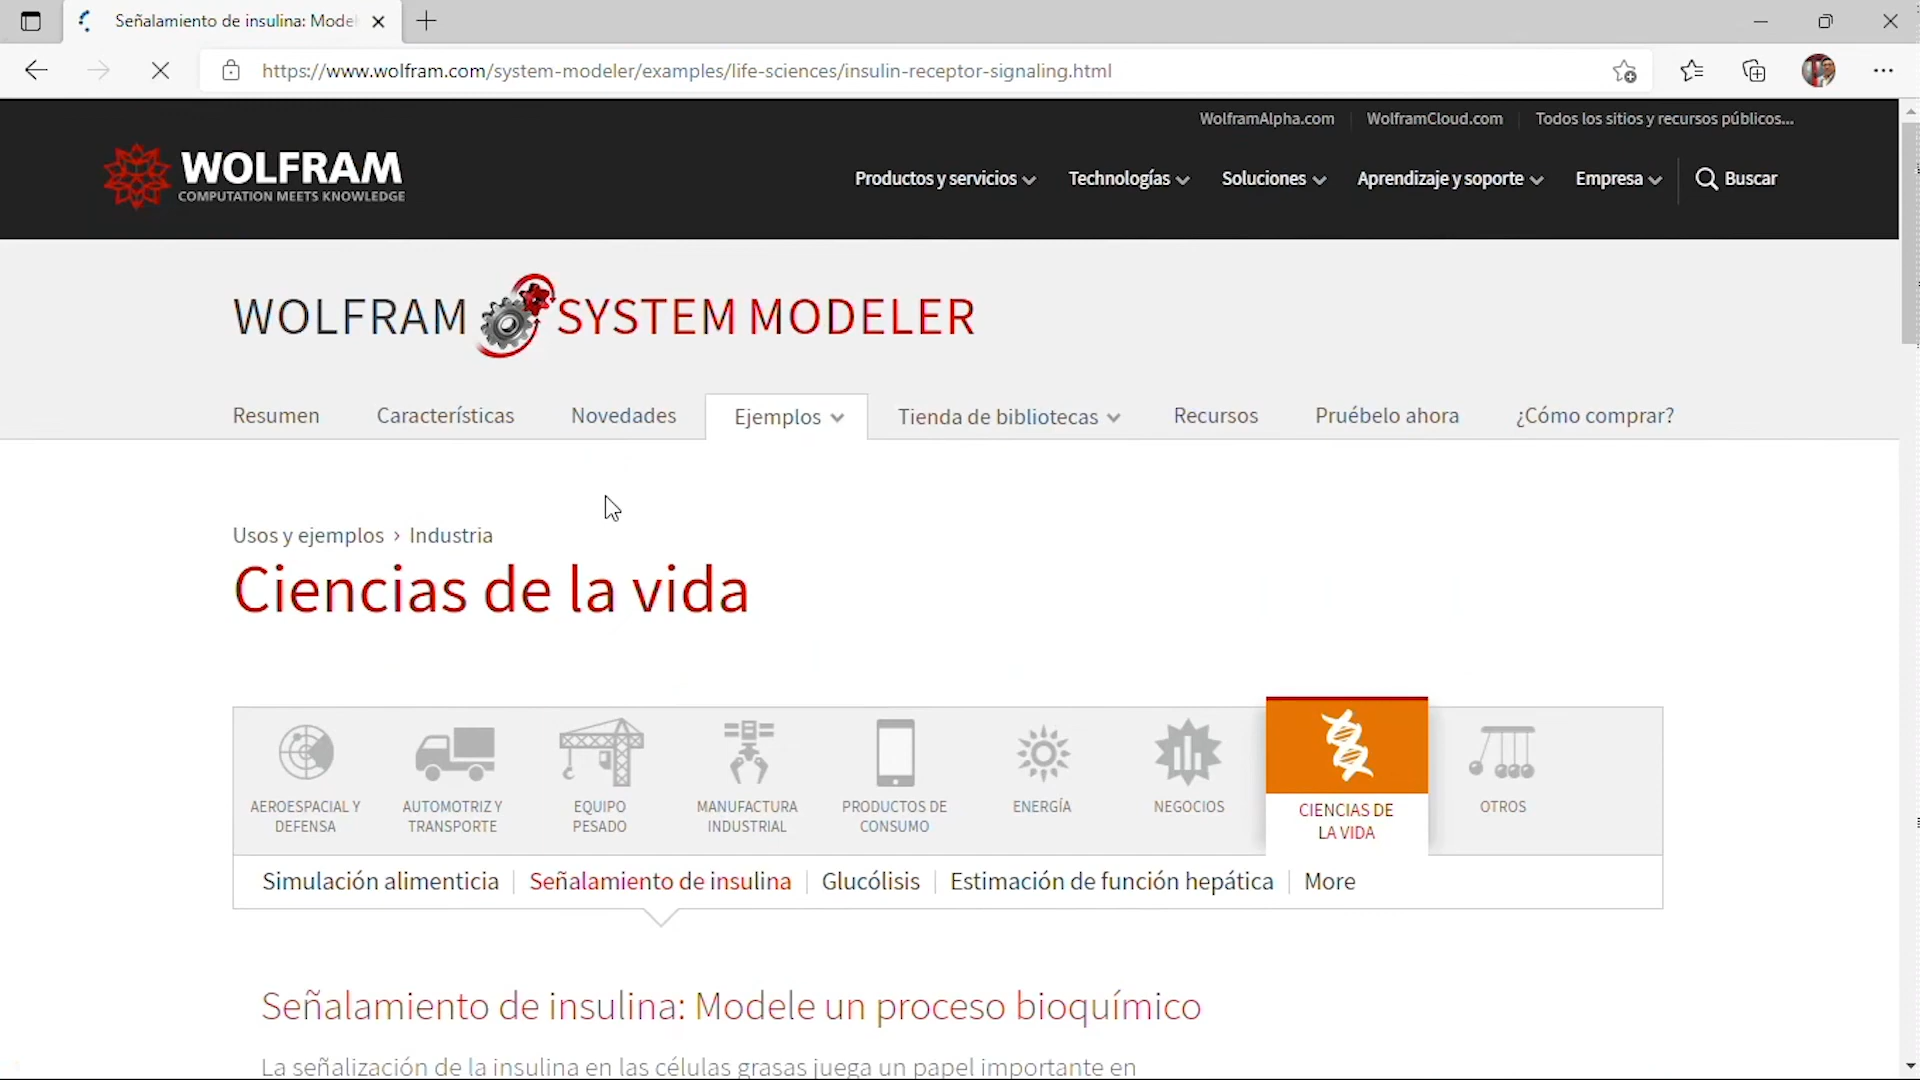 Señalamiento de insulina: Model
https://www.wolfram.com/system-modeler/examples/life-sciences/insulin-receptor-signaling.html
WolframAlpha.com
WolframCloud.com
Todos los sitios y recursos públicos...
WOLFRAM
COMPUTATION MEETS KNOWLEDGE
Productos y servicios
Technologías
Soluciones
Aprendizaje y soporte
Empresa
Buscar
WOLFRAM SYSTEM MODELER
Resumen
Características
Novedades
Ejemplos
Tienda de bibliotecas
Recursos
Pruébelo ahora
¿Cómo comprar?
Usos y ejemplos › Industria
Ciencias de la vida
AEROESPACIAL Y
DEFENSA
AUTOMOTRIZ Y
TRANSPORTE
EQUIPO
PESADO
MANUFACTURA
INDUSTRIAL
PRODUCTOS DE
CONSUMO
ENERGÍA
NEGOCIOS
CIENCIAS DE
LA VIDA
OTROS
Simulación alimenticia
Señalamiento de insulina
Glucólisis
Estimación de función hepática
More
Señalamiento de insulina: Modele un proceso bioquímico
La señalización de la insulina en las células grasas juega un papel importante en